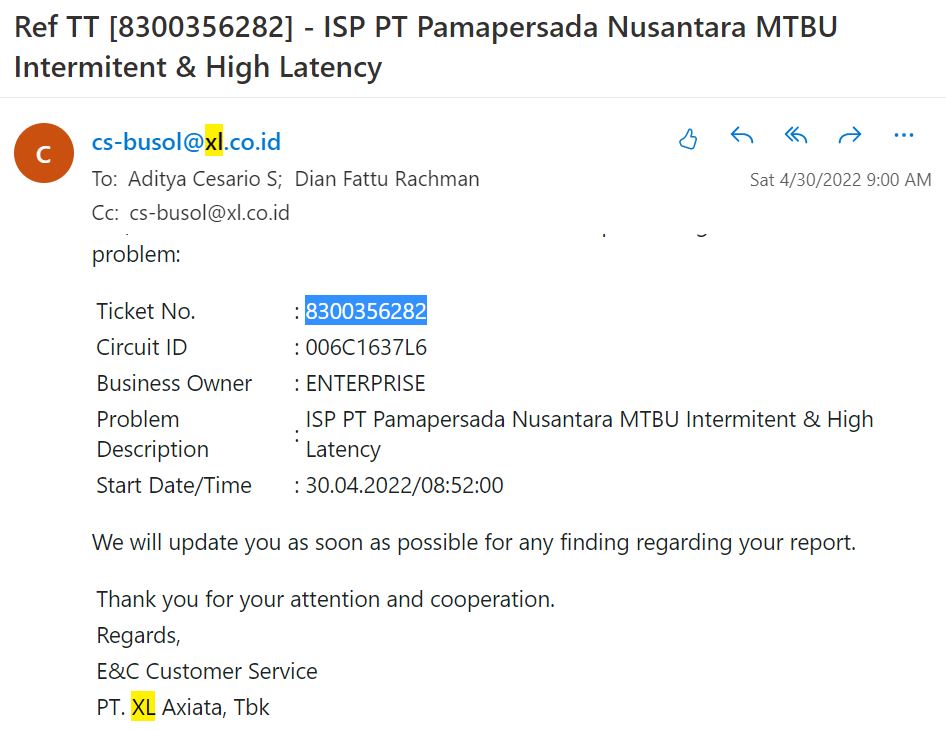 Ref TT [8300356282] - ISP PT Pamapersada Nusantara MTBU
Intermitent & High Latency
C
cs-busol@xl.co.id
To: Aditya Cesario S; Dian Fattu Rachman
Sat 4/30/2022 9:00 AM
Cc: cs-busol@xl.co.id
problem:
Ticket No. : 8300356282
Circuit ID : 006C1637L6
Business Owner : ENTERPRISE
Problem Description : ISP PT Pamapersada Nusantara MTBU Intermitent & High
Latency
Start Date/Time : 30.04.2022/08:52:00
We will update you as soon as possible for any finding regarding your report.
Thank you for your attention and cooperation.
Regards,
E&C Customer Service
PT. XL Axiata, Tbk